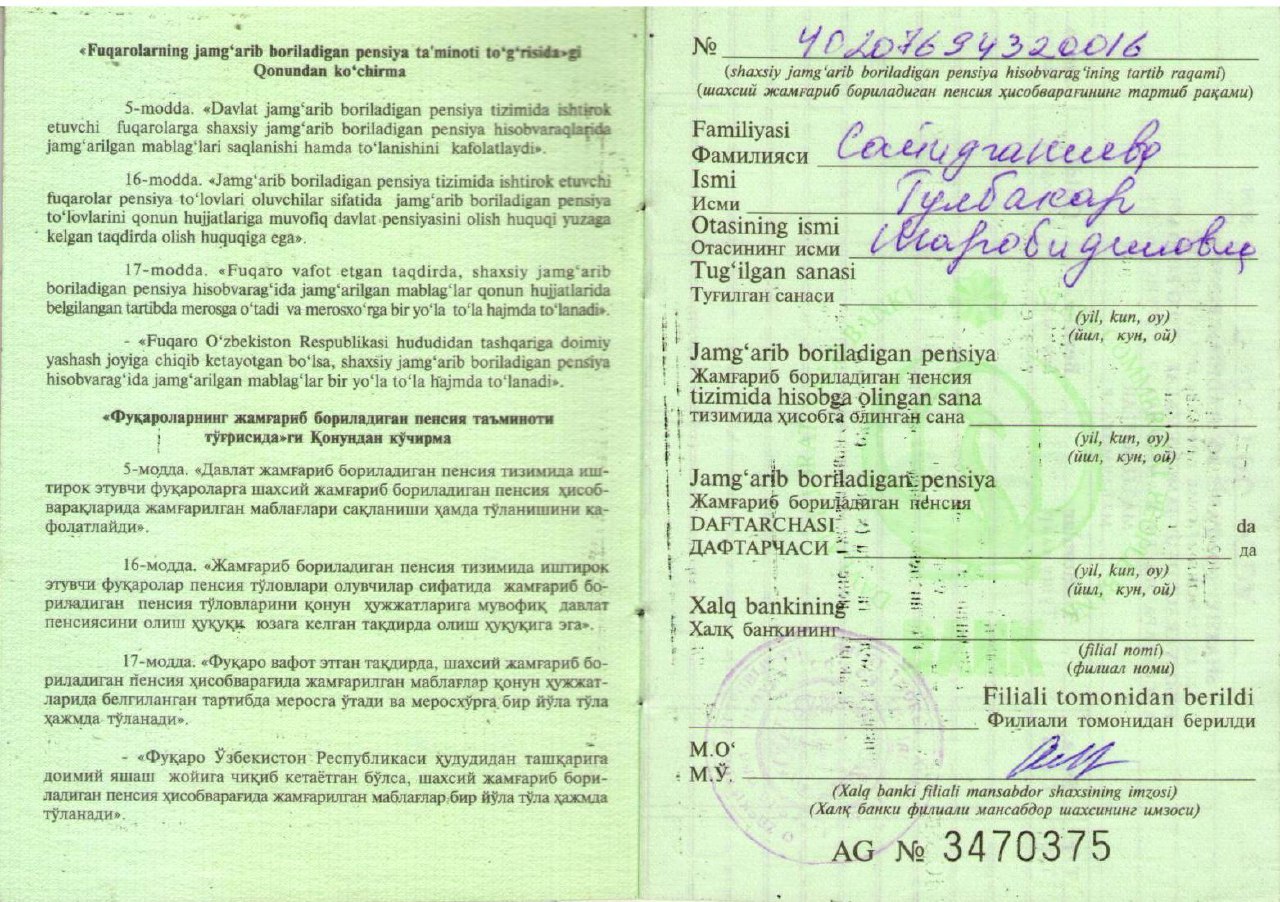 «Fuqarolarning jamg‘arib boriladigan pensiya ta'minoti to‘g‘risida»gi
Qonundan ko‘chirma
5-modda. «Davlat jamg‘arib boriladigan pensiya tizimida ishtirok
etuvchi fuqarolarga shaxsiy jamg‘arib boriladigan pensiya hisobvaraqlarida
jamg‘arilgan mablag‘lari saqlanishi hamda to‘lanishini kafolatlaydi».
16-modda. «Jamg‘arib boriladigan pensiya tizimida ishtirok etuvchi
fuqarolar pensiya to‘lovlari oluvchilar sifatida jamg‘arib boriladigan pensiya
to‘lovlarini qonun hujjatlariga muvofiq davlat pensiyasini olish huquqi yuzaga
kelgan taqdirda olish huquqiga ega».
17-modda. «Fuqaro vafot etgan taqdirda, shaxsiy jamg‘arib
boriladigan pensiya hisobvarag‘ida jamg‘arilgan mablag‘lar qonun hujjatlarida
belgilangan tartibda merosga o‘tadi va merosxo‘rga bir yo‘la to‘la hajmda to‘lanadi».
- «Fuqaro O‘zbekiston Respublikasi hududidan tashqariga doimiy
yashash joyiga chiqib ketayotgan bo‘lsa, shaxsiy jamg‘arib boriladigan pensiya
hisobvarag‘ida jamg‘arilgan mablag‘lar bir yo‘la to‘la hajmda to‘lanadi».
«Фуқароларнинг жамғариб бориладиган пенсия таъминоти
тўғрисида»ги Қонундан кўчирма
5-модда. «Давлат жамғариб бориладиган пенсия тизимида иш-
тирок этувчи фуқароларга шахсий жамғариб бориладиган пенсия ҳисоб-
варақларида жамғарилган маблағлари сақланиши ҳамда тўланишини ка-
фолатлайди».
16-модда. «Жамғариб бориладиган пенсия тизимида иштирок
этувчи фуқаролар пенсия тўловлари олувчилар сифатида жамғариб бо-
риладиган пенсия тўловларини қонун ҳужжатларига мувофиқ давлат
пенсиясини олиш ҳуқуқи юзага келган тақдирда олиш ҳуқуқига эга».
17-модда. «Фуқаро вафот этган тақдирда, шахсий жамғариб бо-
риладиган пенсия ҳисобварағида жамғарилган маблағлар қонун ҳужжат-
ларида белгиланган тартибда меросга ўтади ва меросхўрга бир йўла тўла
ҳажмда тўланади».
- «Фуқаро Ўзбекистон Республикаси ҳудудидан ташқарига
доимий яшаш жойига чиқиб кетаётган бўлса, шахсий жамғариб бори-
ладиган пенсия ҳисобварағида жамғарилган маблағлар бир йўла тўла ҳажмда
тўланади».
№ 40207694320016
(shaxsiy jamg‘arib boriladigan pensiya hisobvarag‘ining tartib raqami)
(шахсий жамғариб бориладиган пенсия ҳисобварағининг тартиб рақами)
Familiyasi
Фамилияси Сайидганиева
Ismi
Исми Гулбахар
Otasining ismi
Отасининг исми
Tug‘ilgan sanasi
Туғилган санаси
(yil, kun, oy)
(йил, кун, ой)
Jamg‘arib boriladigan pensiya
Жамғариб бориладиган пенсия
tizimida hisobga olingan sana
тизимида ҳисобга олинган сана
(yil, kun, oy)
(йил, кун, ой)
Jamg‘arib boriladigan pensiya
Жамғариб бориладиган пенсия
DAFTARCHASI da
ДАФТАРЧАСИ да
(yil, kun, oy)
(йил, кун, ой)
Xalq bankining
Халқ банкининг
(filial nomi)
(филиал номи)
Filiali tomonidan berildi
Филиали томонидан берилди
M.O‘
М.Ў.
(Xalq banki filiali mansabdor shaxsining imzosi)
(Халқ банки филиали мансабдор шахсининг имзоси)
AG № 3470375